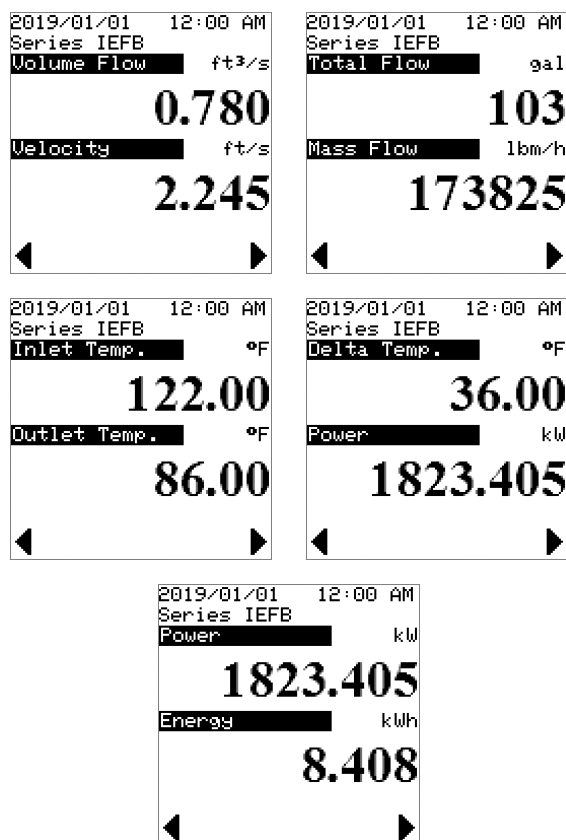 2019/01/01 12:00 AM
Series IEFB
Volume Flow ft³/s
0.780
Velocity ft/s
2.245
2019/01/01 12:00 AM
Series IEFB
Total Flow gal
103
Mass Flow lbm/h
173825
2019/01/01 12:00 AM
Series IEFB
Inlet Temp. °F
122.00
Outlet Temp. °F
86.00
2019/01/01 12:00 AM
Series IEFB
Delta Temp. °F
36.00
Power kW
1823.405
2019/01/01 12:00 AM
Series IEFB
Power kW
1823.405
Energy kWh
8.408